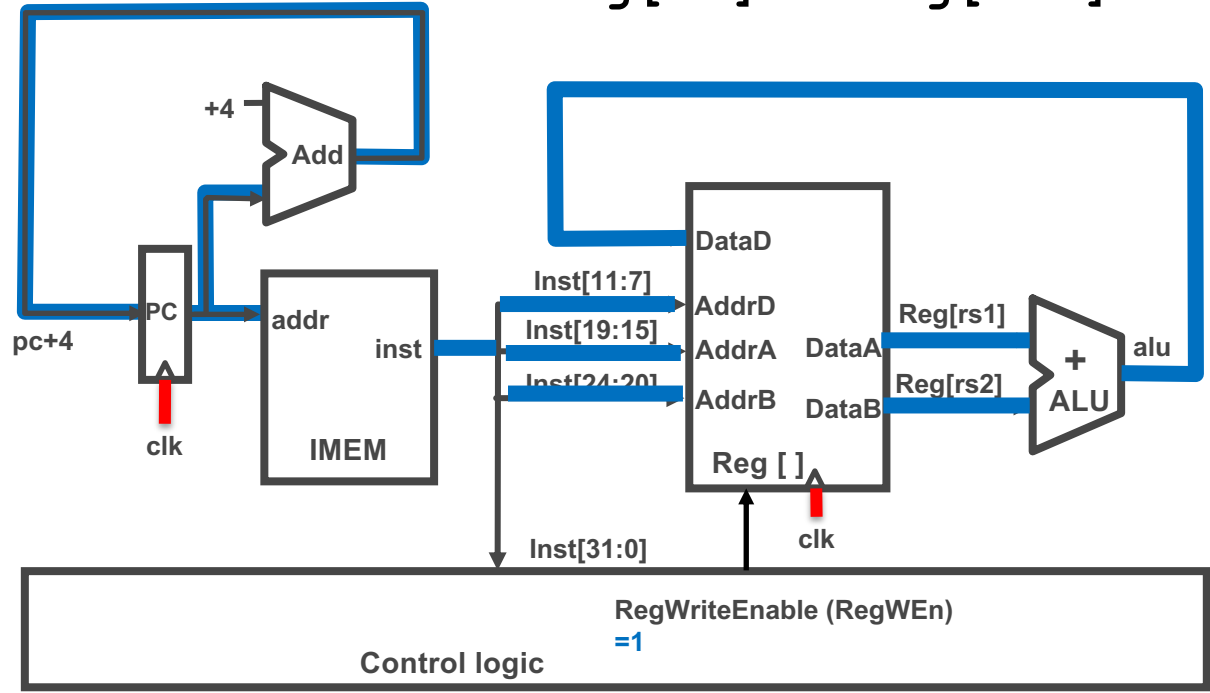 +4
Add
DataD
Inst[11:7]
PC
addr
AddrD
Reg[rs1]
pc+4
inst
Inst[19:15]
AddrA
DataA
+
alu
Inst[24:20]
AddrB
DataB
Reg[rs2]
ALU
clk
IMEM
Reg [ ]
clk
Inst[31:0]
RegWriteEnable (RegWEn)
=1
Control logic